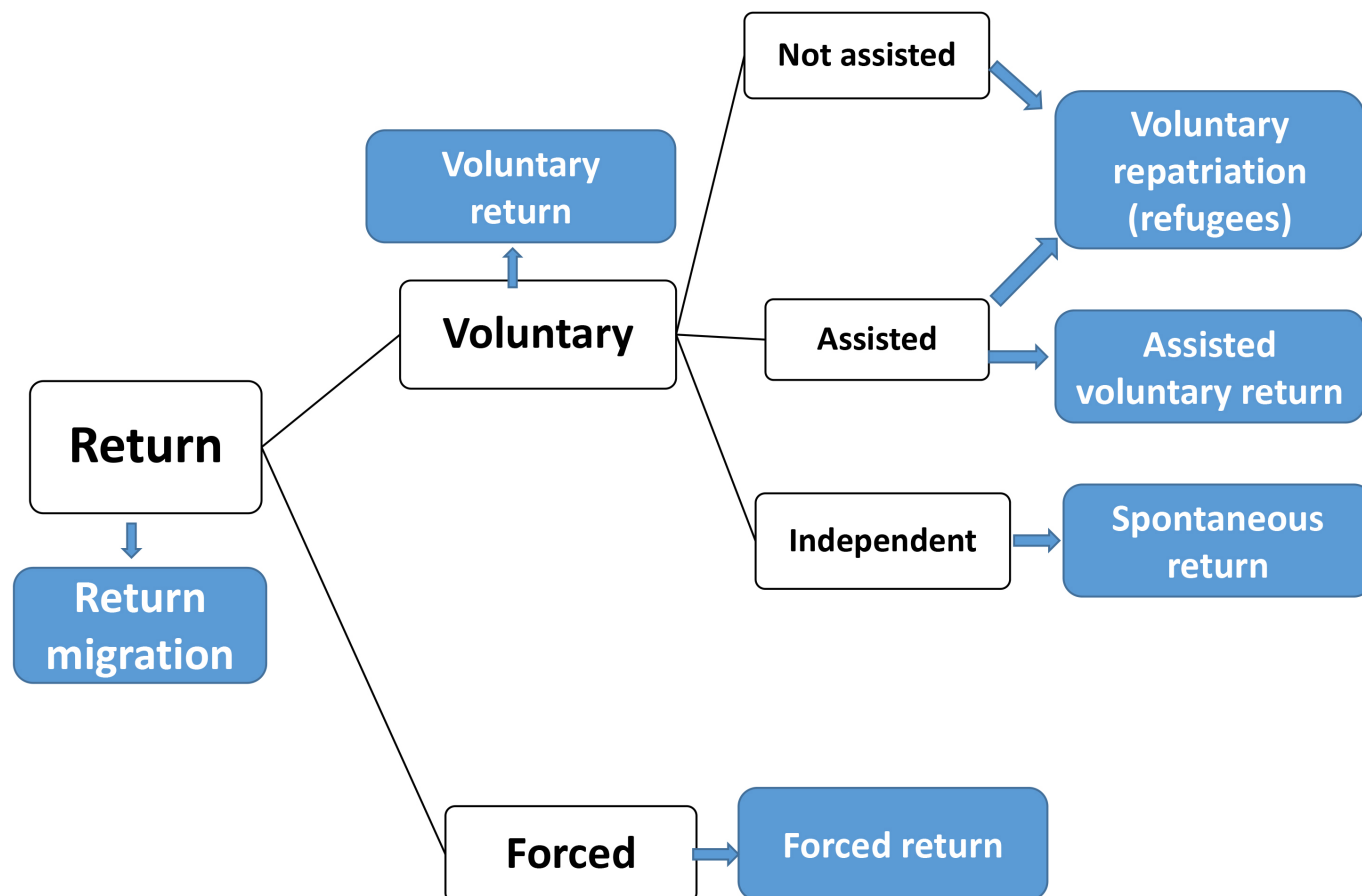 Not assisted
Voluntary
repatriation
(refugees)
Voluntary
return
Voluntary
Assisted
Assisted
voluntary return
Return
Independent
Spontaneous
return
Return
migration
Forced
Forced return